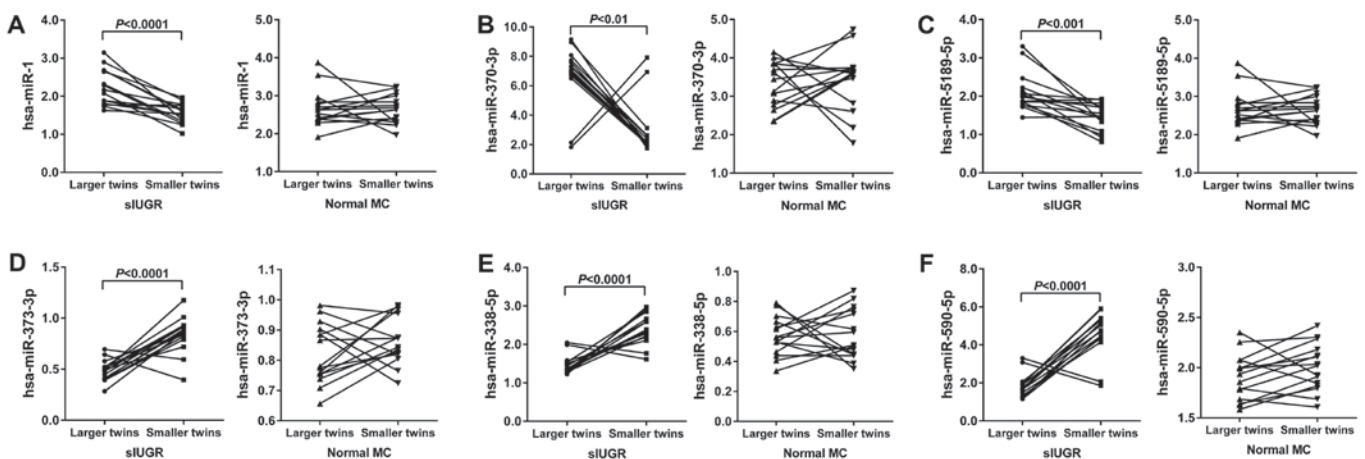 A
hsa-miR-1
4.0
3.0
2.0
1.0
0.0
P<0.0001
Larger twins Smaller twins
sIUGR
hsa-miR-1
5.0
4.0
3.0
2.0
1.0
Larger twins Smaller twins
Normal MC
B
hsa-miR-370-3p
10.0
8.0
6.0
4.0
2.0
0.0
P<0.01
Larger twins Smaller twins
sIUGR
hsa-miR-370-3p
5.0
4.0
3.0
2.0
1.0
Larger twins Smaller twins
Normal MC
C
hsa-miR-5189-5p
4.0
3.0
2.0
1.0
0.0
P<0.001
Larger twins Smaller twins
sIUGR
hsa-miR-5189-5p
5.0
4.0
3.0
2.0
1.0
Larger twins Smaller twins
Normal MC
D
hsa-miR-373-3p
1.5
1.0
0.5
0.0
P<0.0001
Larger twins Smaller twins
sIUGR
hsa-miR-373-3p
1.1
1.0
0.9
0.8
0.7
0.6
Larger twins Smaller twins
Normal MC
E
hsa-miR-338-5p
4.0
3.0
2.0
1.0
0.0
P<0.0001
Larger twins Smaller twins
sIUGR
hsa-miR-338-5p
1.0
0.8
0.6
0.4
0.2
0.0
Larger twins Smaller twins
Normal MC
F
hsa-miR-590-5p
8.0
6.0
4.0
2.0
0.0
P<0.0001
Larger twins Smaller twins
sIUGR
hsa-miR-590-5p
3.0
2.5
2.0
1.5
Larger twins Smaller twins
Normal MC